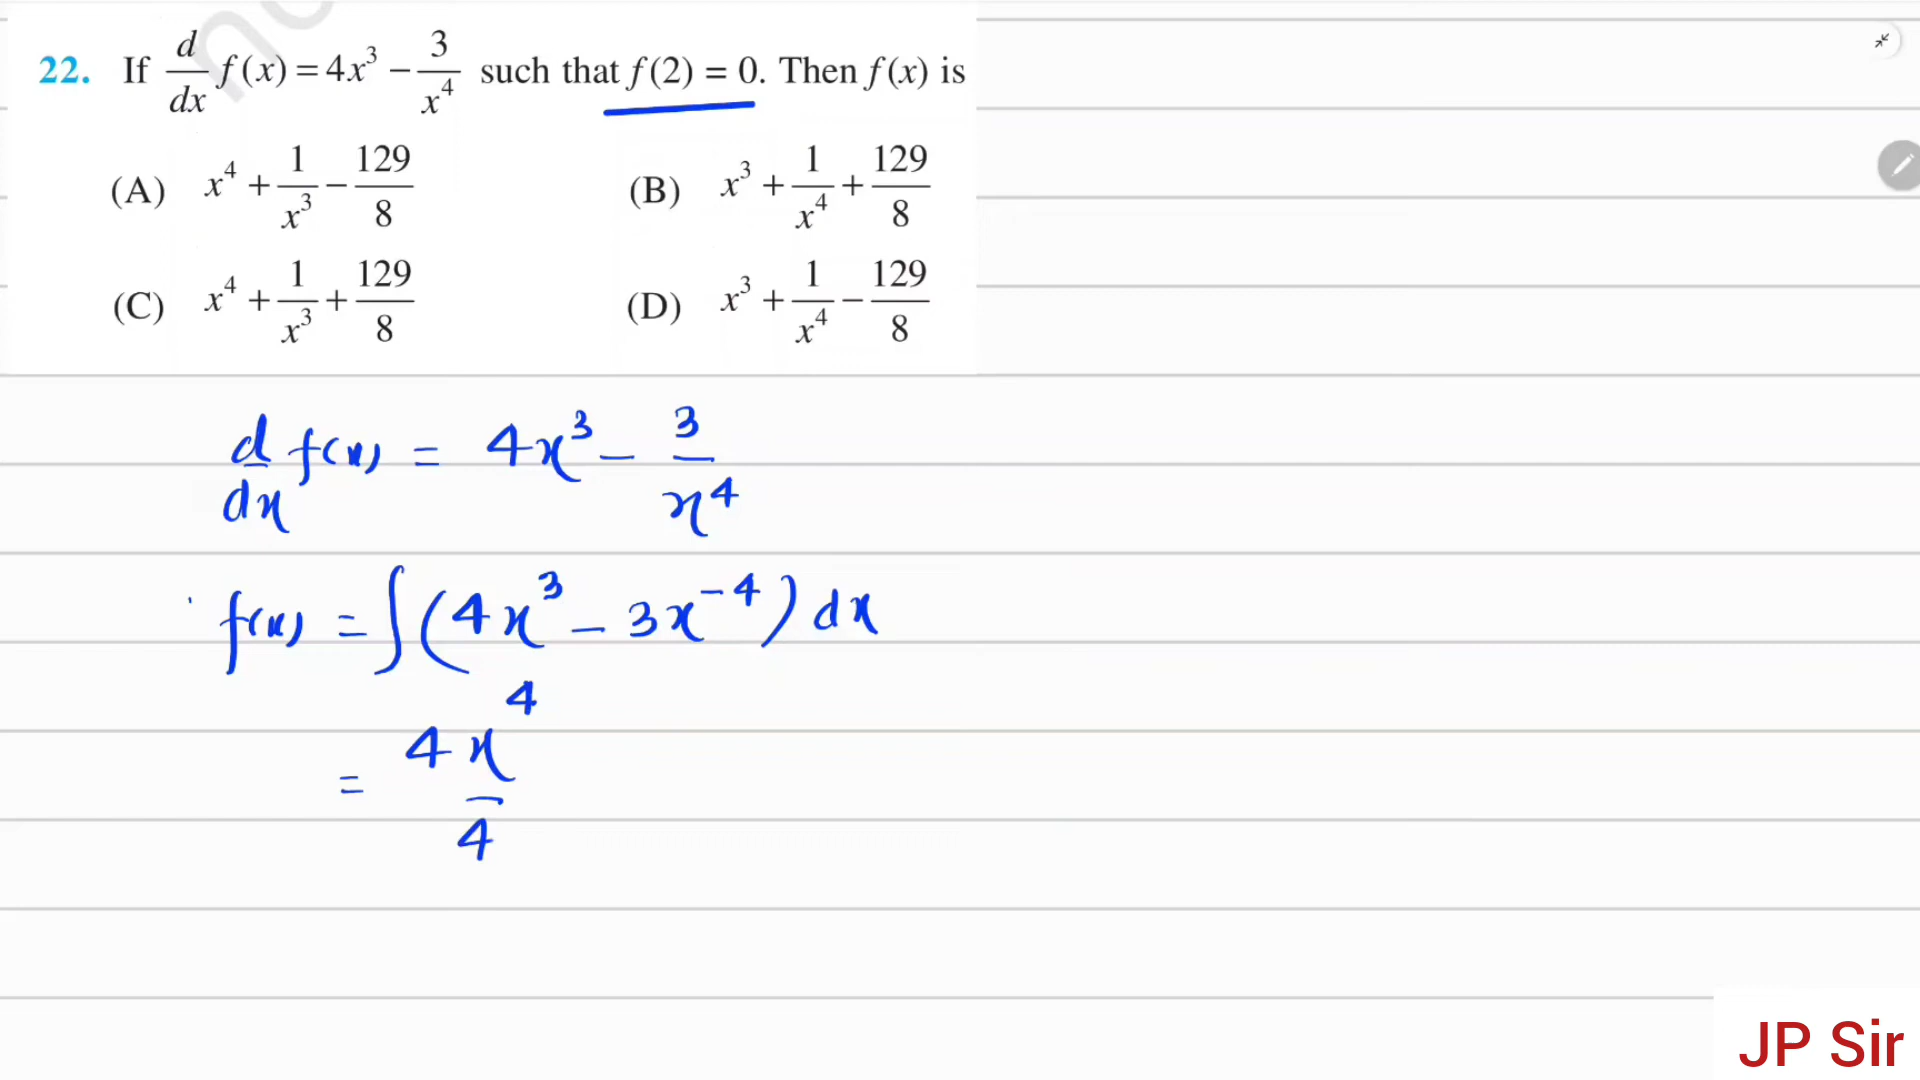 22. If d/dx f(x) = 4x³ − 3/x⁴ such that f(2) = 0. Then f(x) is
(A) x⁴ + 1/x³ − 129/8 (B) x³ + 1/x⁴ + 129/8
(C) x⁴ + 1/x³ + 129/8 (D) x³ + 1/x⁴ − 129/8
d/dx f(x) = 4x³ − 3/x⁴
f(x) = ∫(4x³ − 3x⁻⁴) dx
= 4x⁴/4
JP Sir